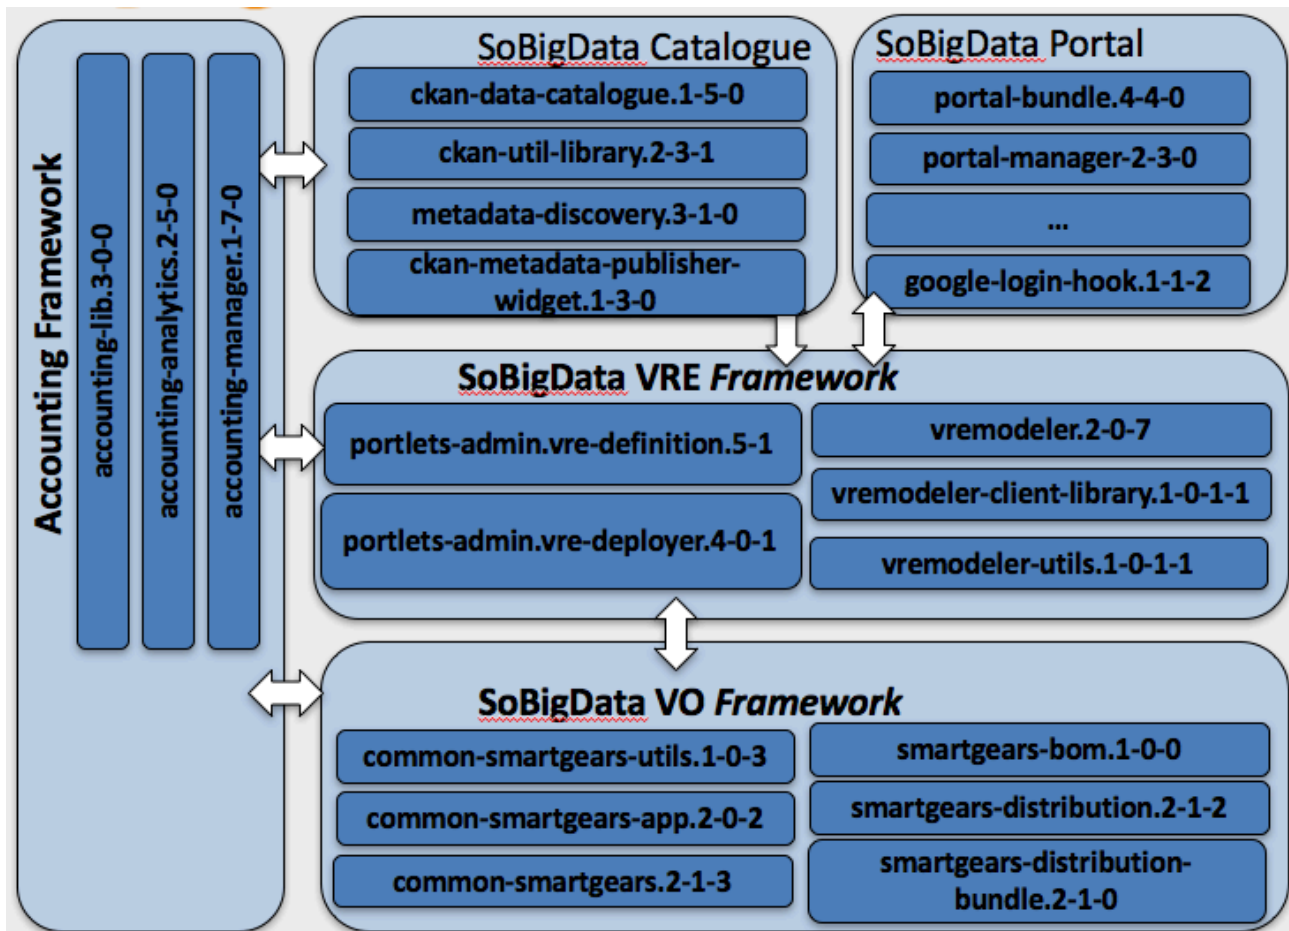 Accounting Framework
accounting-lib.3-0-0
accounting-analytics.2-5-0
accounting-manager.1-7-0
SoBigData Catalogue
ckan-data-catalogue.1-5-0
ckan-util-library.2-3-1
metadata-discovery.3-1-0
ckan-metadata-publisher-
widget.1-3-0
SoBigData Portal
portal-bundle.4-4-0
portal-manager-2-3-0
...
google-login-hook.1-1-2
SoBigData VRE Framework
portlets-admin.vre-definition.5-1
portlets-admin.vre-deployer.4-0-1
vremodeler.2-0-7
vremodeler-client-library.1-0-1-1
vremodeler-utils.1-0-1-1
SoBigData VO Framework
common-smartgears-utils.1-0-3
common-smartgears-app.2-0-2
common-smartgears.2-1-3
smartgears-bom.1-0-0
smartgears-distribution.2-1-2
smartgears-distribution-
bundle.2-1-0